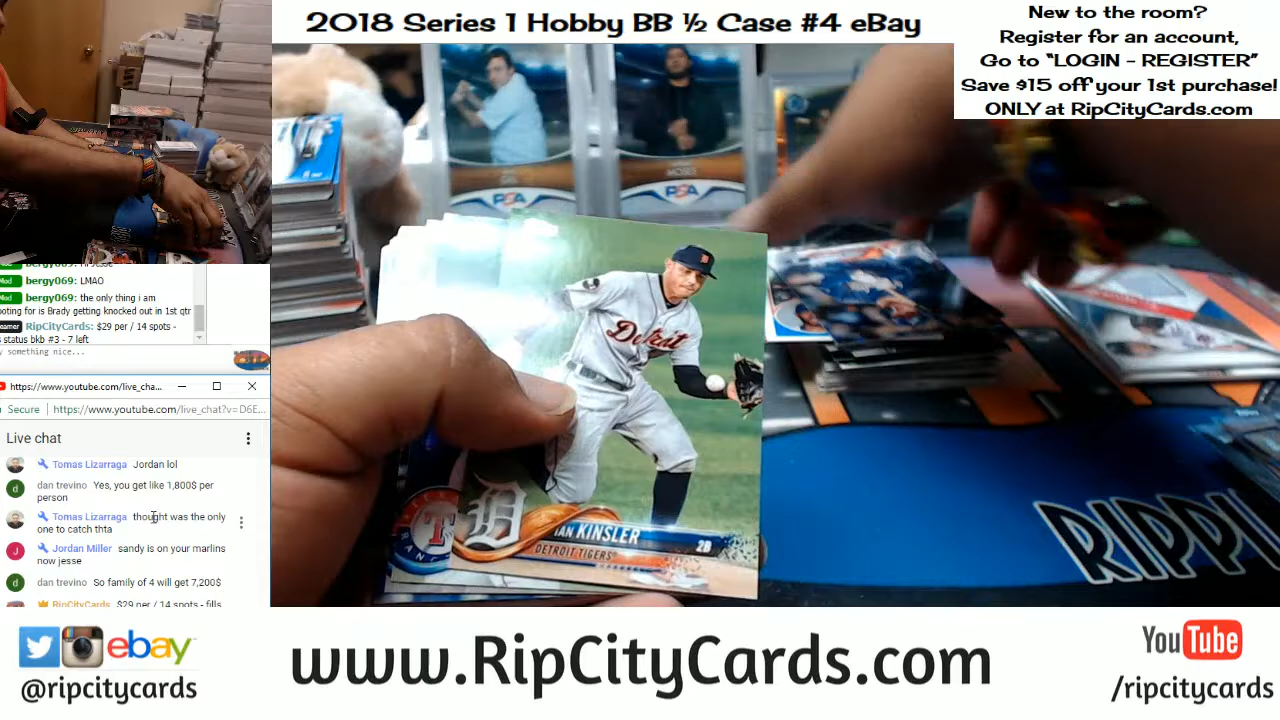 2018 Series 1 Hobby BB ½ Case #4 eBay
New to the room?
Register for an account,
Go to “LOGIN - REGISTER”
Save $15 off your 1st purchase!
ONLY at RipCityCards.com
PSA
MOBY
PSA
bergy069: LMAO
bergy069: the only thing i am
oting for is Brady getting knocked out in 1st qtr
RipCityCards: $29 per / 14 spots -
s status bkb #3 - 7 left
y something nice...
https://www.youtube.com/live_cha...
Secure
https://www.youtube.com/live_chat?v=D6E...
Live chat
Tomas Lizarraga Jordan lol
dan trevino Yes, you get like 1,800$ per
person
Tomas Lizarraga thought was the only
one to catch thta
Jordan Miller sandy is on your marlins
now jesse
dan trevino So family of 4 will get 7,200$
RipCityCards $29 per / 14 spots - fills
Detroit
IAN KINSLER
2B
DETROIT TIGERS
RIPPI
ebay
@ripcitycards
www.RipCityCards.com
YouTube
/ripcitycards